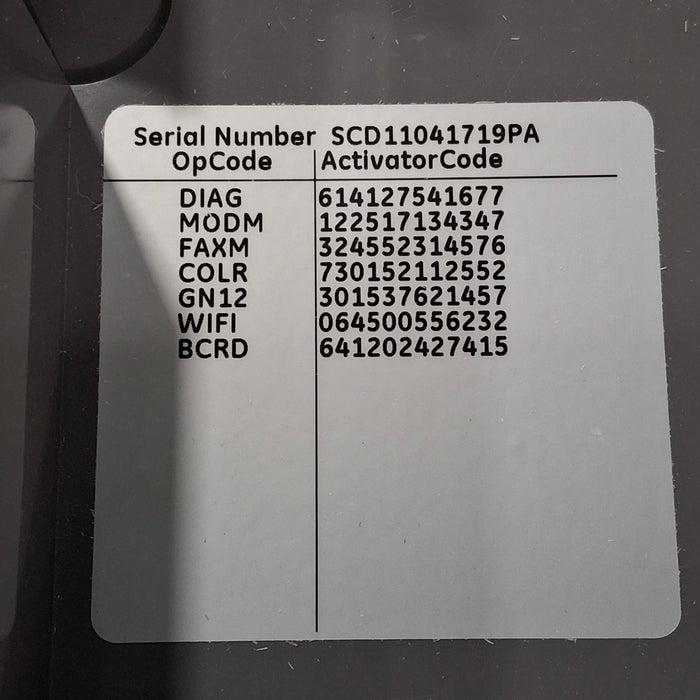 Serial Number SCD11041719PA
OpCode ActivatorCode
DIAG 614127541677
MODM 122517134347
FAXM 324552314576
COLR 730152112552
GN12 301537621457
WIFI 064500556232
BCRD 641202427415